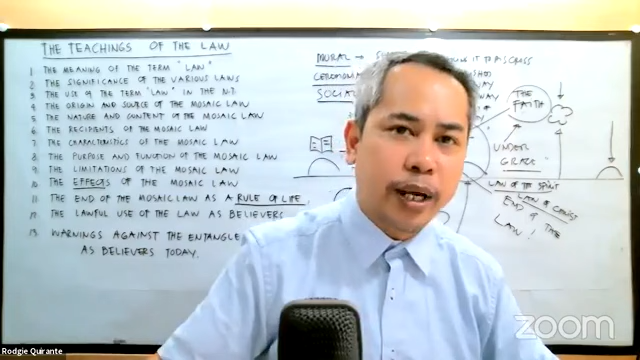 THE TEACHINGS OF THE LAW
1 THE MEANING OF THE TERM "LAW"
2 THE SIGNIFICANCE OF THE VARIOUS LAWS
3 THE USE OF THE TERM "LAW" IN THE N.T.
4 THE ORIGIN AND SOURCE OF THE MOSAIC LAW
5 THE NATURE AND CONTENT OF THE MOSAIC LAW
6 THE RECIPIENTS OF THE MOSAIC LAW
7 THE CHARACTERISTICS OF THE MOSAIC LAW
8 THE PURPOSE AND FUNCTION OF THE MOSAIC LAW
9 THE LIMITATIONS OF THE MOSAIC LAW
10 THE EFFECTS OF THE MOSAIC LAW
11 THE END OF THE MOSAIC LAW AS A RULE OF LIFE
12 THE LAWFUL USE OF THE LAW AS BELIEVERS
13 WARNINGS AGAINST THE ENTANGLE
AS BELIEVERS TODAY.
MORAL
IT TO
CROSS
SOCIAL
THE
FAITH
UNDER
GRACE
LAW OF THE SPIRIT
LAW OF CHRIST
END OF THE
LAW!
Rodgie Quirante
zoom